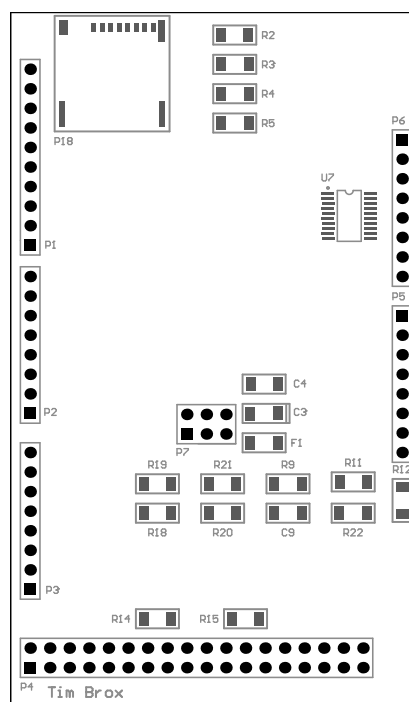 R2
R3
R4
R5
P18
P6
U7
P1
P5
C4
P2
C3
P7
F1
R19 R21 R9 R11
R12
R18 R20 C9 R22
P3
R14 R15
P4
Tim Brox